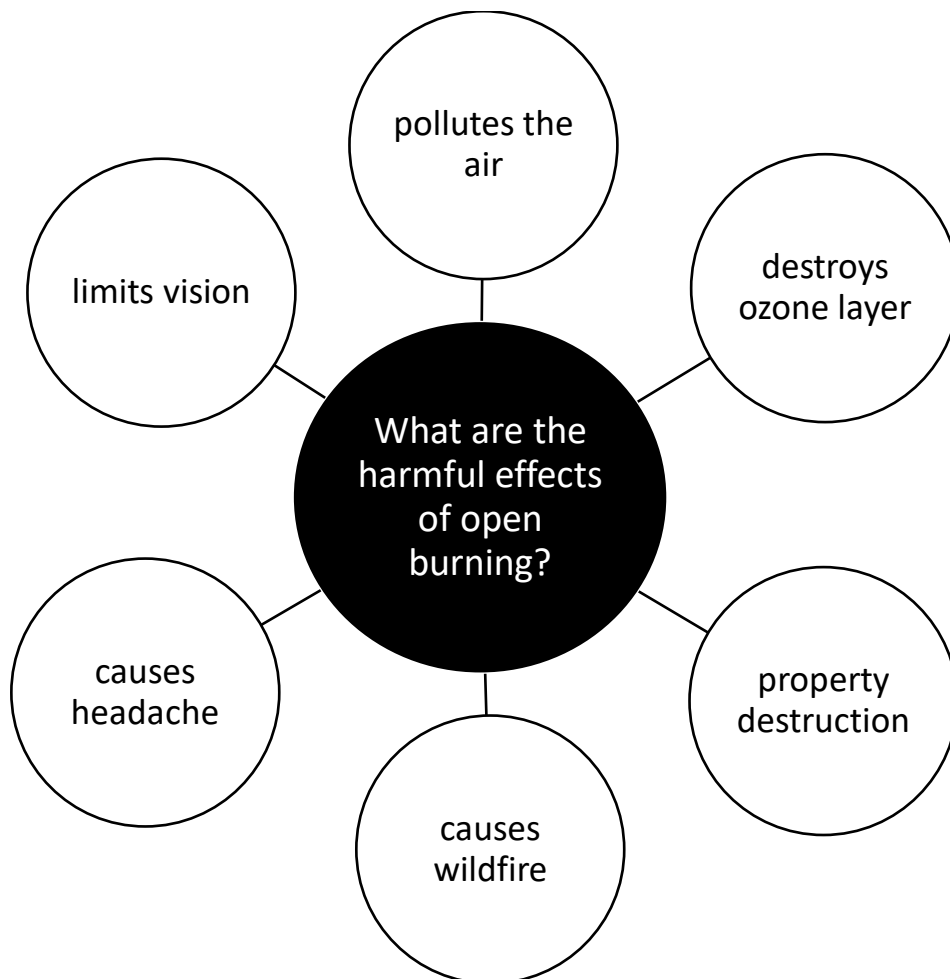 pollutes the
air
destroys
ozone layer
property
destruction
causes
wildfire
causes
headache
limits vision
What are the
harmful effects
of open
burning?